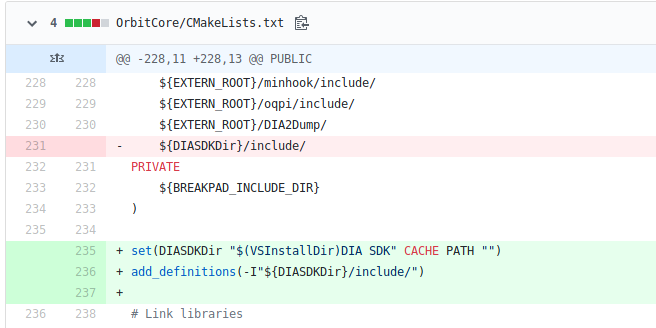 4 OrbitCore/CMakeLists.txt
@@ -228,11 +228,13 @@ PUBLIC
228 228 ${EXTERN_ROOT}/minhook/include/
229 229 ${EXTERN_ROOT}/oqpi/include/
230 230 ${EXTERN_ROOT}/DIA2Dump/
231 - ${DIASDKDir}/include/
232 231 PRIVATE
233 232 ${BREAKPAD_INCLUDE_DIR}
234 233 )
235 234
235 + set(DIASDKDir "$(VSInstallDir)DIA SDK" CACHE PATH "")
236 + add_definitions(-I"${DIASDKDir}/include/")
237 +
236 238 # Link libraries